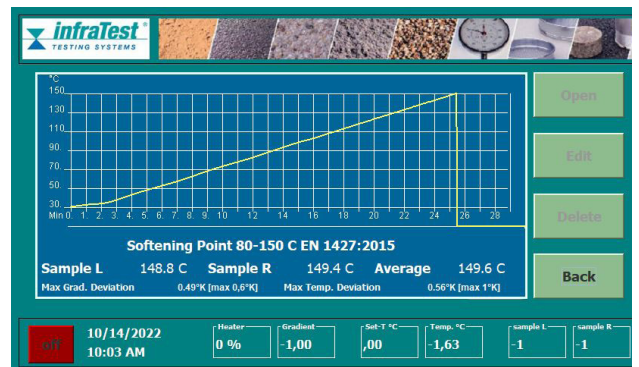 infraTest®
TESTING SYSTEMS
°C
150
130
110
90
70
50
30
Min 0 1 2 3 4 5 6 7 8 9 10 12 14 16 18 20 22 24 26 28
Softening Point 80-150 C EN 1427:2015
Sample L 148.8 C Sample R 149.4 C Average 149.6 C
Max Grad. Deviation 0.49°K [max 0,6°K] Max Temp. Deviation 0.56°K [max 1°K]
Open
Edit
Delete
Back
off
10/14/2022
10:03 AM
Heater
0 %
Gradient
-1,00
Set-T °C
,00
Temp. °C
-1,63
sample L
-1
sample R
-1